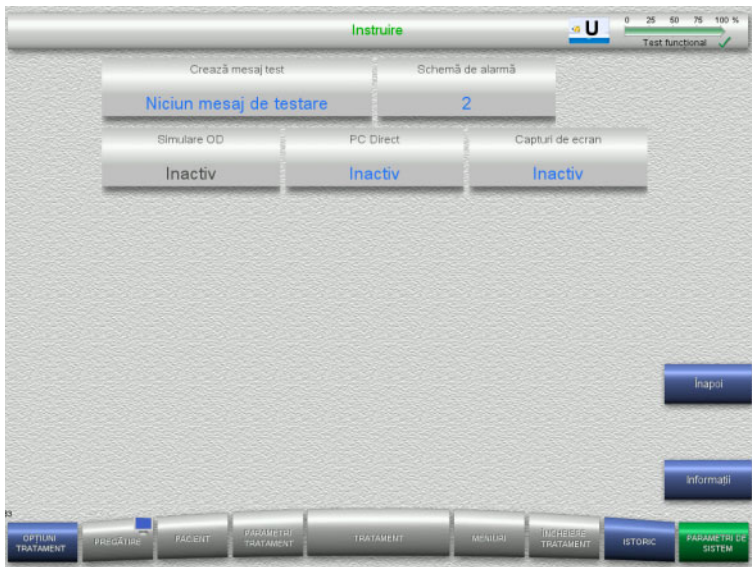 Instruire
U
0 25 50 75 100 %
Test funcțional
Crează mesaj test
Schemă de alarmă
Niciun mesaj de testare
2
Simulare OD
PC Direct
Capturi de ecran
Inactiv
Inactiv
Inactiv
Înapoi
Informații
OPȚIUNI
TRATAMENT
PREGĂTIRE
PACIENT
PARAMETRI
TRATAMENT
TRATAMENT
MENIURI
ÎNCHEIERE
TRATAMENT
ISTORIC
PARAMETRI DE
SISTEM